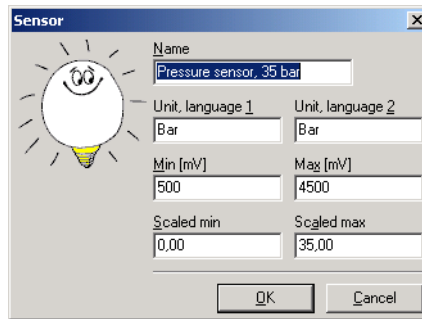 Sensor
Name
Pressure sensor, 35 bar
Unit, language 1 Unit, language 2
Bar Bar
Min [mV] Max [mV]
500 4500
Scaled min Scaled max
0,00 35,00
OK Cancel